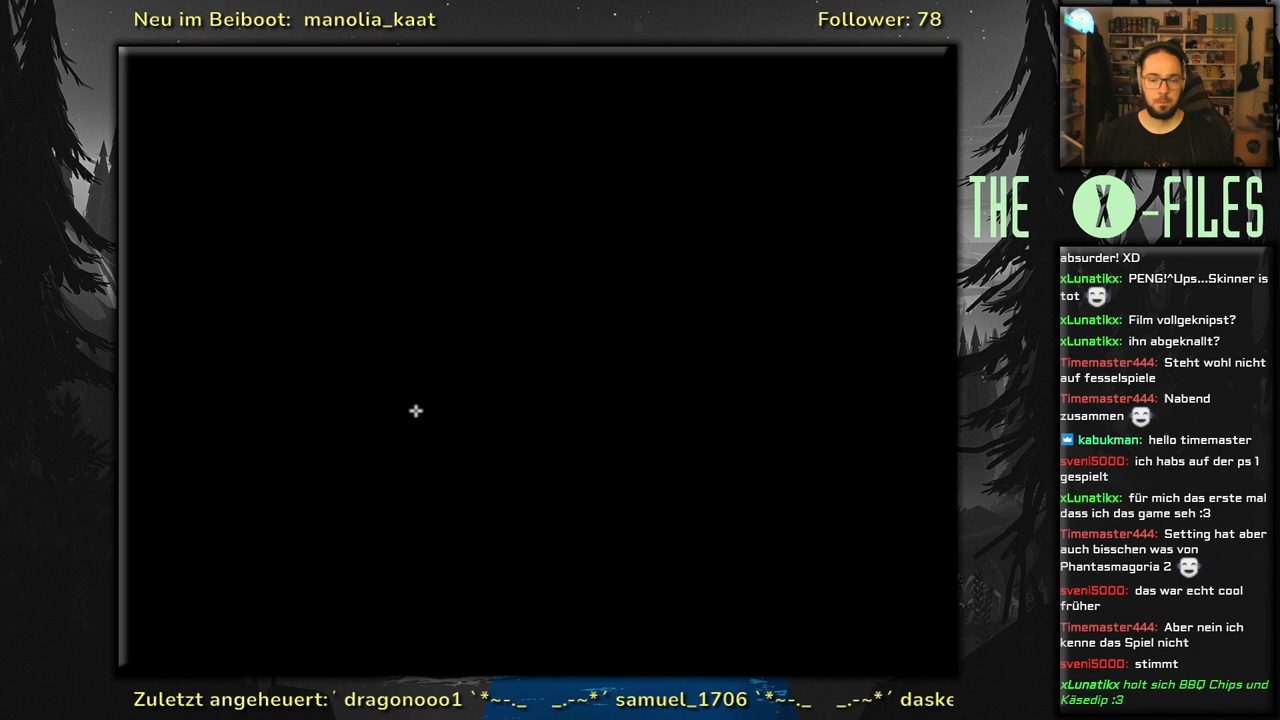 Neu im Beiboot: manolia_kaat
Follower: 78
THE X-FILES
absurder! XD
xLunatikx: PENG!^Ups...Skinner is
tot
xLunatikx: Film vollgeknipst?
xLunatikx: ihn abgeknallt?
Timemaster444: Steht wohl nicht
auf fesselspiele
Timemaster444: Nabend
zusammen
kabukman: hello timemaster
sveni5000: ich habs auf der ps 1
gespielt
xLunatikx: für mich das erste mal
dass ich das game seh :3
Timemaster444: Setting hat aber
auch bisschen was von
Phantasmagoria 2
sveni5000: das war echt cool
früher
Timemaster444: Aber nein ich
kenne das Spiel nicht
sveni5000: stimmt
xLunatikx holt sich BBQ Chips und
Käsedip :3
Zuletzt angeheuert:´ dragonooo1 `*~-._ _.-~*´ samuel_1706 `*~-._ _.-~*´ daske